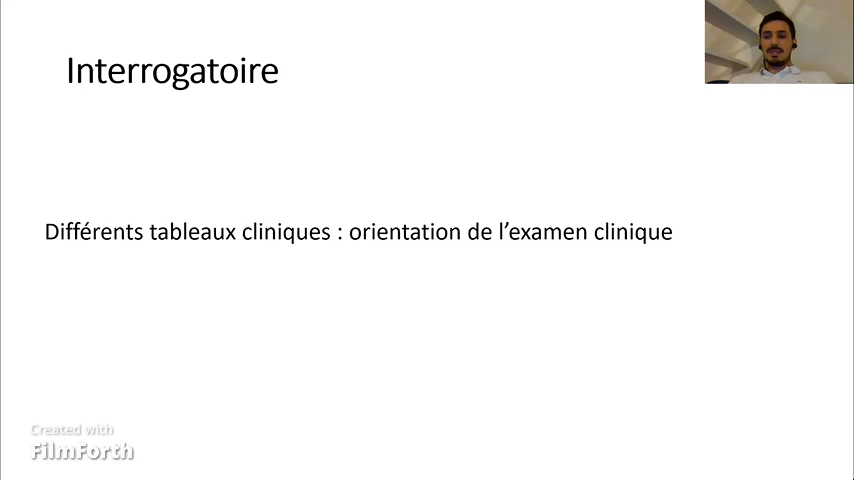 Interrogatoire
Différents tableaux cliniques : orientation de l’examen clinique
Created with
FilmForth